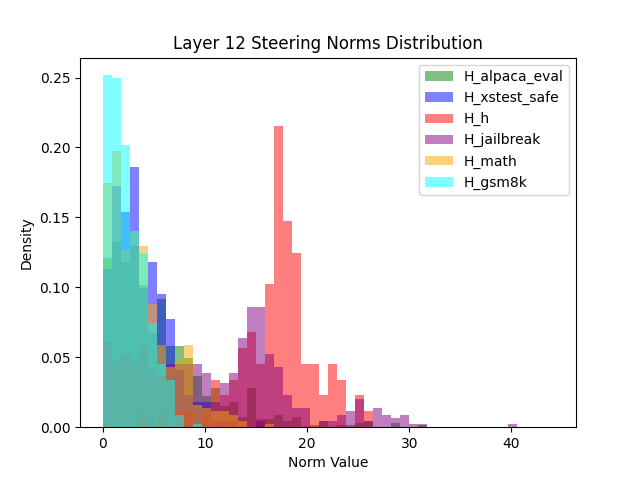 Layer 12 Steering Norms Distribution
H_alpaca_eval
H_xstest_safe
H_h
H_jailbreak
H_math
H_gsm8k
0.25
0.20
0.15
0.10
0.05
0.00
Density
0 10 20 30 40
Norm Value